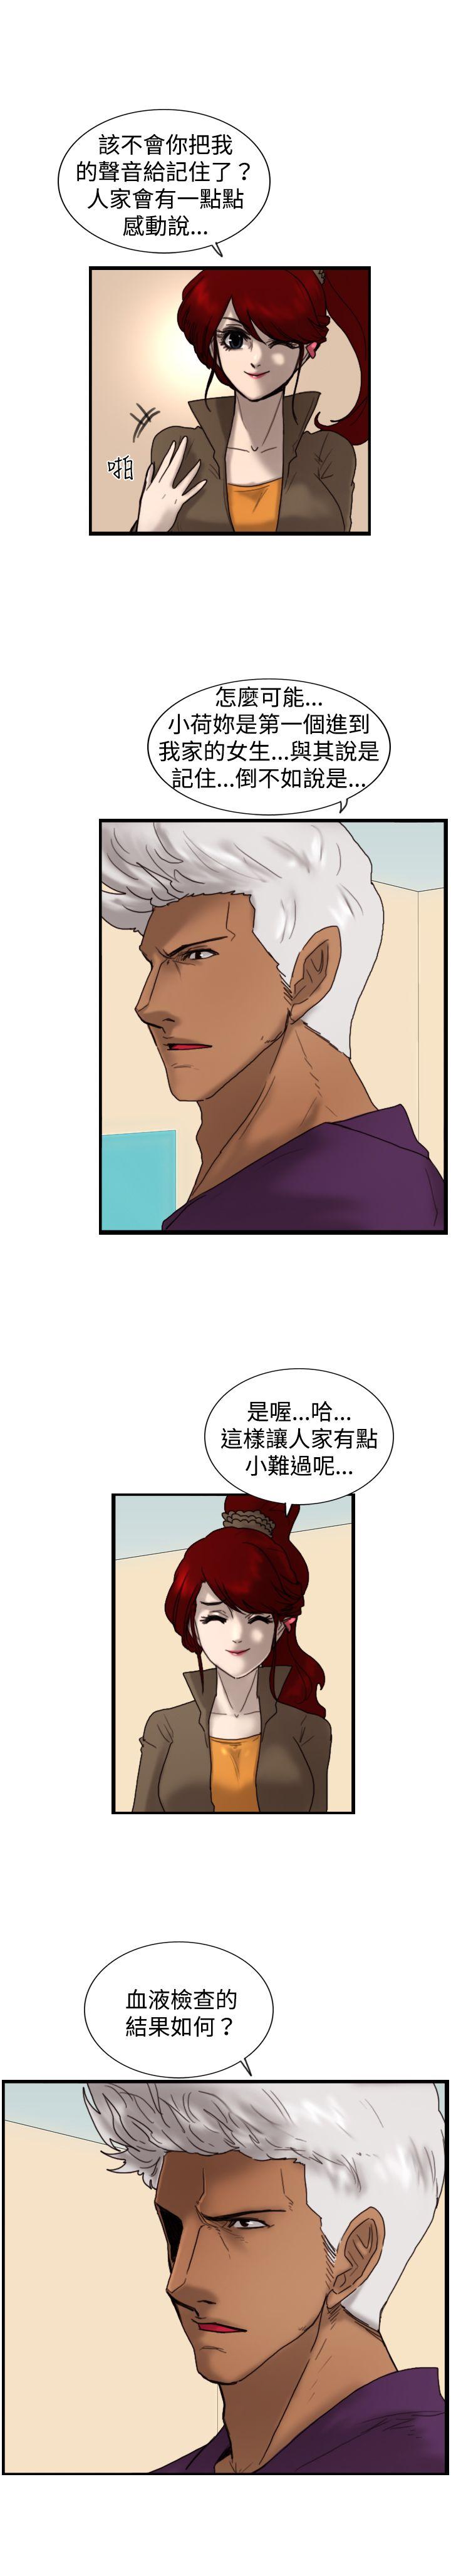 該不會你把我
的聲音給記住了？
人家會有一點點
感動說...
啪
怎麼可能...
小荷妳是第一個進到
我家的女生...與其說是
記住...倒不如說是...
是喔...哈...
這樣讓人家有點
小難過呢...
血液檢查的
結果如何？